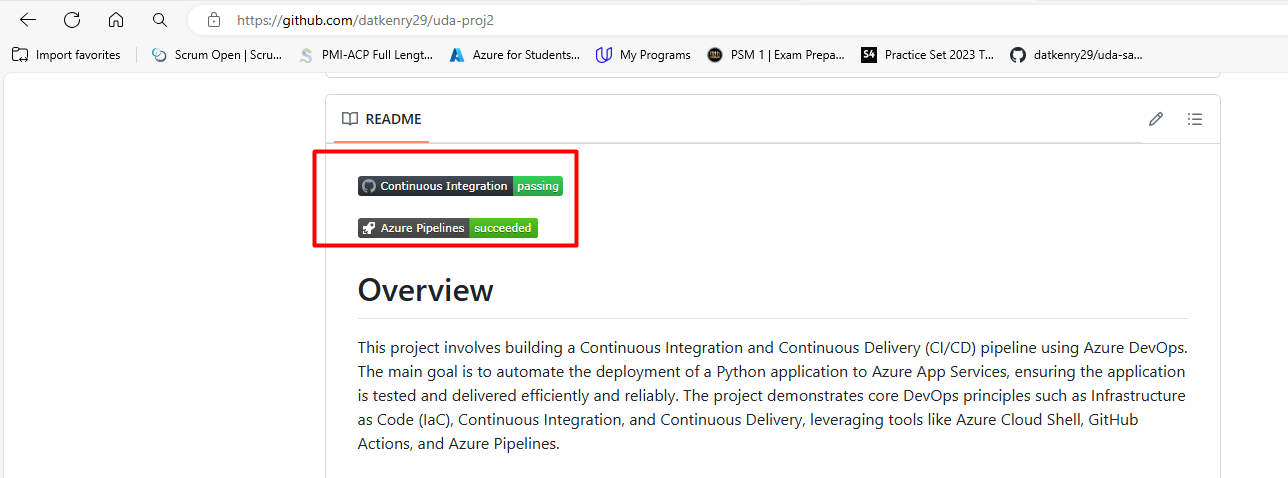 https://github.com/datkenry29/uda-proj2
Import favorites
Scrum Open | Scru...
PMI-ACP Full Lengt...
Azure for Students...
My Programs
PSM 1 | Exam Prepa...
S4
Practice Set 2023 T...
datkenry29/uda-sa...
README
Continuous Integration passing
Azure Pipelines succeeded
Overview
This project involves building a Continuous Integration and Continuous Delivery (CI/CD) pipeline using Azure DevOps.
The main goal is to automate the deployment of a Python application to Azure App Services, ensuring the application
is tested and delivered efficiently and reliably. The project demonstrates core DevOps principles such as Infrastructure
as Code (IaC), Continuous Integration, and Continuous Delivery, leveraging tools like Azure Cloud Shell, GitHub
Actions, and Azure Pipelines.